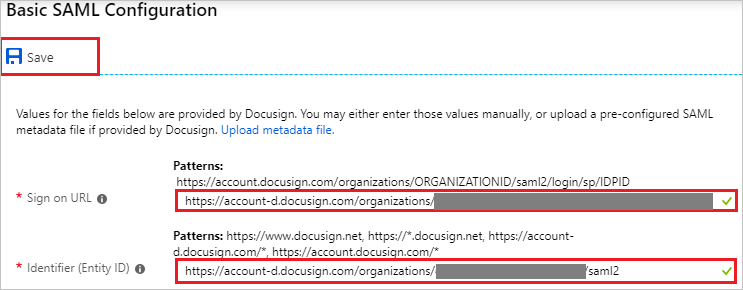 Basic SAML Configuration
Save
Values for the fields below are provided by Docusign. You may either enter those values manually, or upload a pre-configured SAML
metadata file if provided by Docusign. Upload metadata file.
Patterns:
https://account.docusign.com/organizations/ORGANIZATIONID/saml2/login/sp/IDPID
* Sign on URL
https://account-d.docusign.com/organizations/
Patterns: https://www.docusign.net, https://*.docusign.net, https://account-
d.docusign.com/*, https://account.docusign.com/*
* Identifier (Entity ID)
https://account-d.docusign.com/organizations/ /saml2